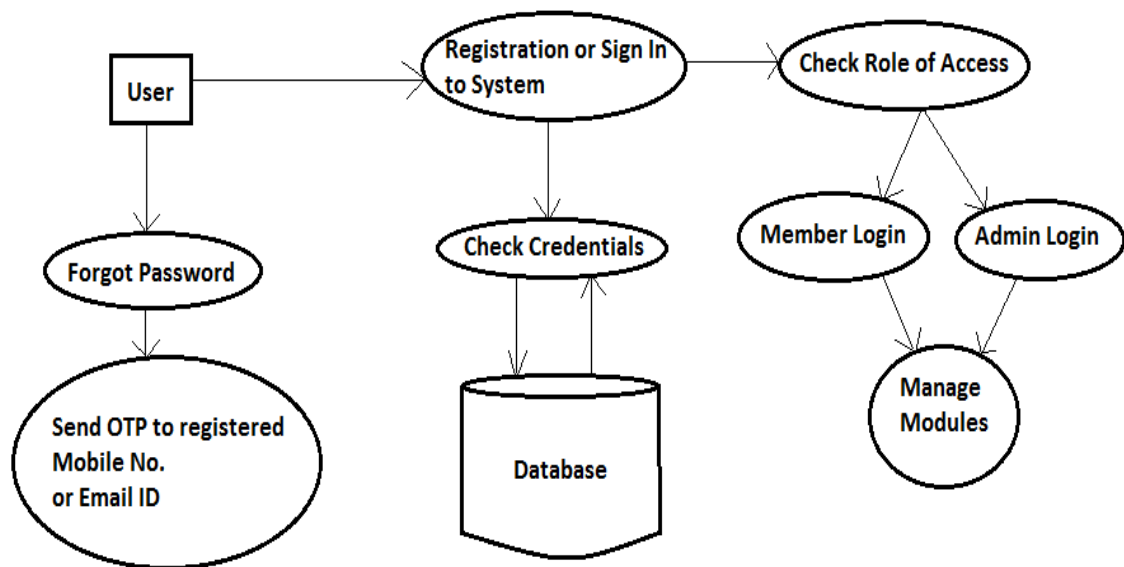 User
Registration or Sign In
to System
Check Role of Access
Forgot Password
Check Credentials
Member Login
Admin Login
Send OTP to registered
Mobile No.
or Email ID
Database
Manage
Modules